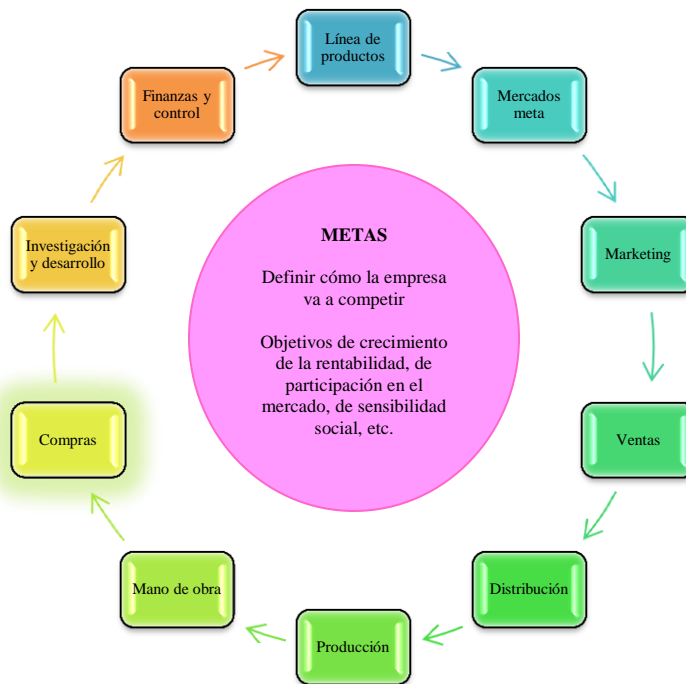 Línea de
productos
Mercados
meta
Marketing
Ventas
Distribución
Producción
Mano de obra
Compras
Investigación
y desarrollo
Finanzas y
control
METAS
Definir cómo la empresa
va a competir
Objetivos de crecimiento
de la rentabilidad, de
participación en el
mercado, de sensibilidad
social, etc.